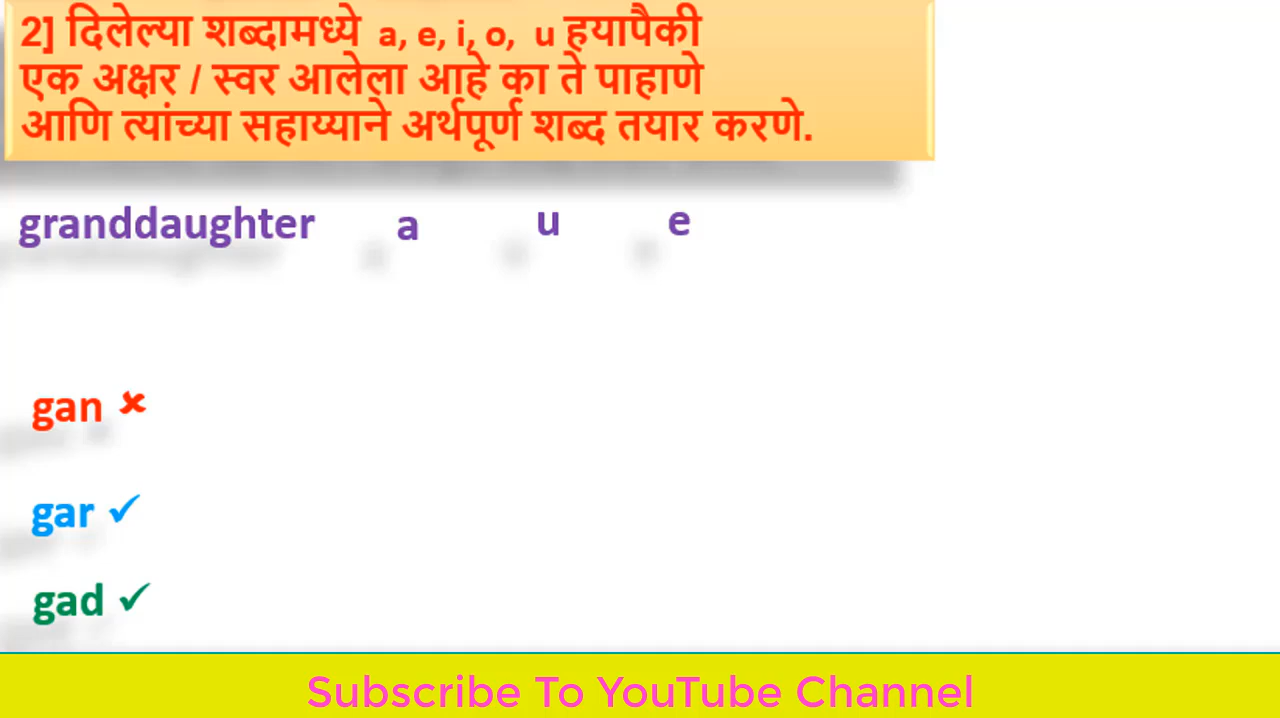 2] दिलेल्या शब्दामध्ये a, e, i, o, u हयापैकी
एक अक्षर / स्वर आलेला आहे का ते पाहाणे
आणि त्यांच्या सहाय्याने अर्थपूर्ण शब्द तयार करणे.
granddaughter a u e
gan ✘
gar ✓
gad ✓
Subscribe To YouTube Channel